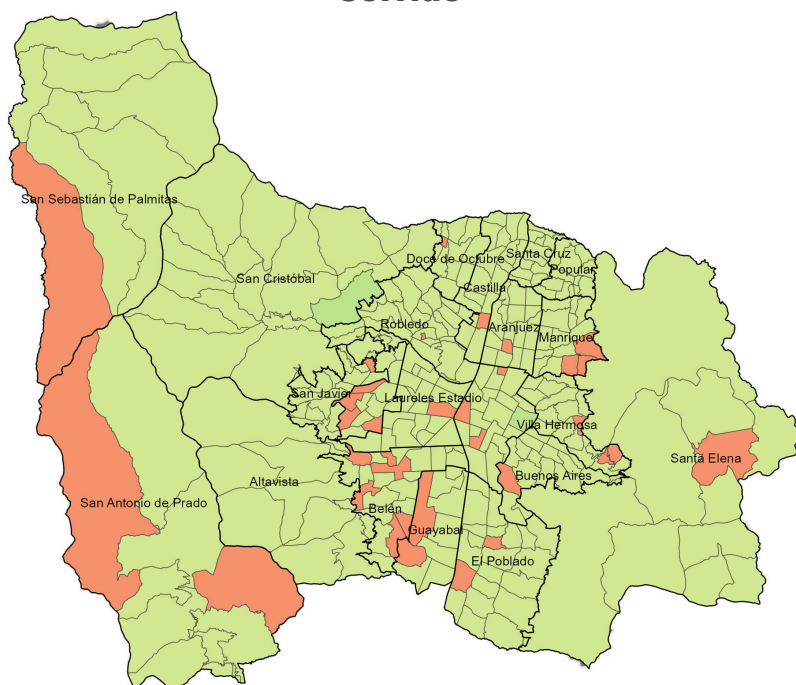 San Sebastián de Palmitas
San Cristóbal
Doce de Octubre
Santa Cruz
Popular
Castilla
Robledo
Aranjuez
Manrique
San Javier
Laureles Estadio
Villa Hermosa
Buenos Aires
Santa Elena
Altavista
San Antonio de Prado
Belén
Guayabal
El Poblado